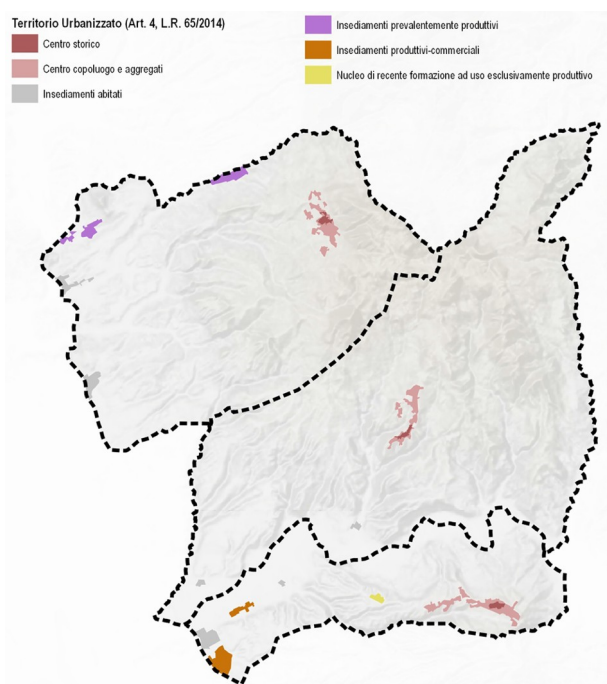 Territorio Urbanizzato (Art. 4, L.R. 65/2014)
Centro storico
Centro copoluogo e aggregati
Insediamenti abitati
Insediamenti prevalentemente produttivi
Insediamenti produttivi-commerciali
Nucleo di recente formazione ad uso esclusivamente produttivo